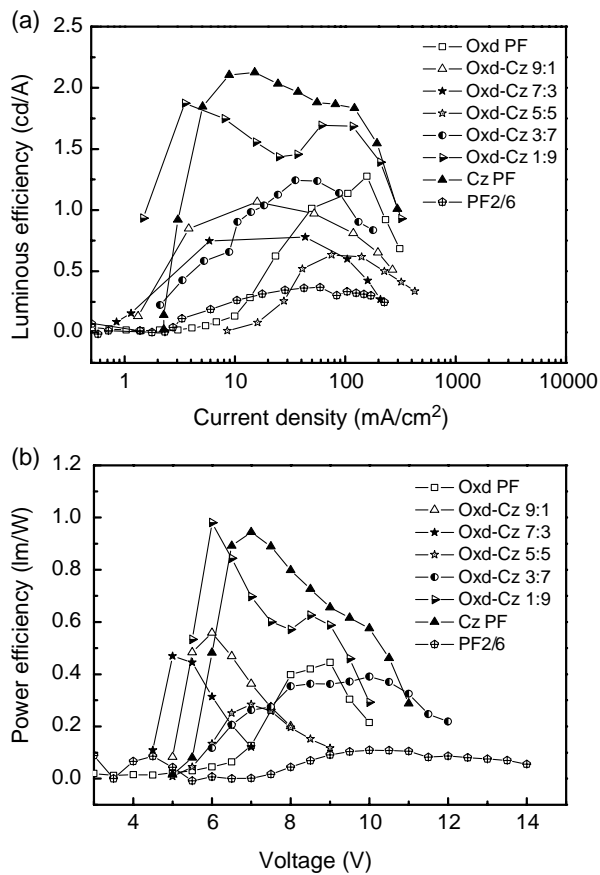 (a)
2.5
2.0
1.5
1.0
0.5
0.0
Luminous efficiency (cd/A)
Oxd PF
Oxd-Cz 9:1
Oxd-Cz 7:3
Oxd-Cz 5:5
Oxd-Cz 3:7
Oxd-Cz 1:9
Cz PF
PF2/6
1 10 100 1000 10000
Current density (mA/cm²)
(b)
1.2
1.0
0.8
0.6
0.4
0.2
0.0
Power efficiency (lm/W)
Oxd PF
Oxd-Cz 9:1
Oxd-Cz 7:3
Oxd-Cz 5:5
Oxd-Cz 3:7
Oxd-Cz 1:9
Cz PF
PF2/6
4 6 8 10 12 14
Voltage (V)